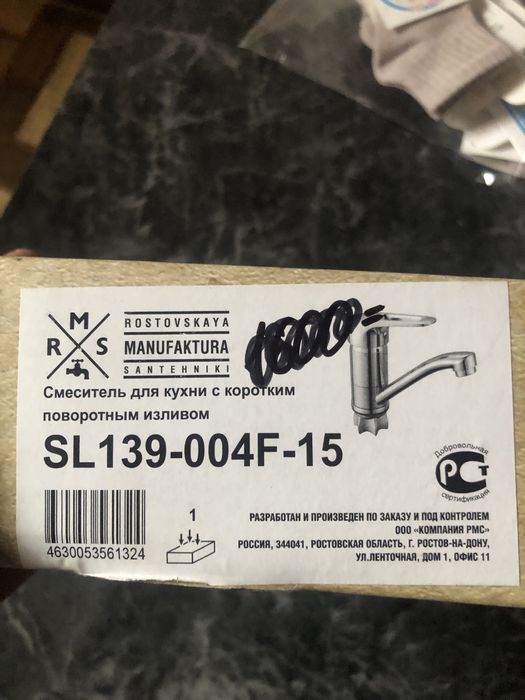 RMS
ROSTOVSKAYA
MANUFAKTURA
SANTEHNIKI
Смеситель для кухни с коротким
поворотным изливом
SL139-004F-15
Добровольная
РСТ
сертификация
1
4630053561324
РАЗРАБОТАН И ПРОИЗВЕДЕН ПО ЗАКАЗУ И ПОД КОНТРОЛЕМ
ООО «КОМПАНИЯ РМС»
РОССИЯ, 344041, РОСТОВСКАЯ ОБЛАСТЬ, Г. РОСТОВ-НА-ДОНУ,
УЛ.ЛЕНТОЧНАЯ, ДОМ 1, ОФИС 11